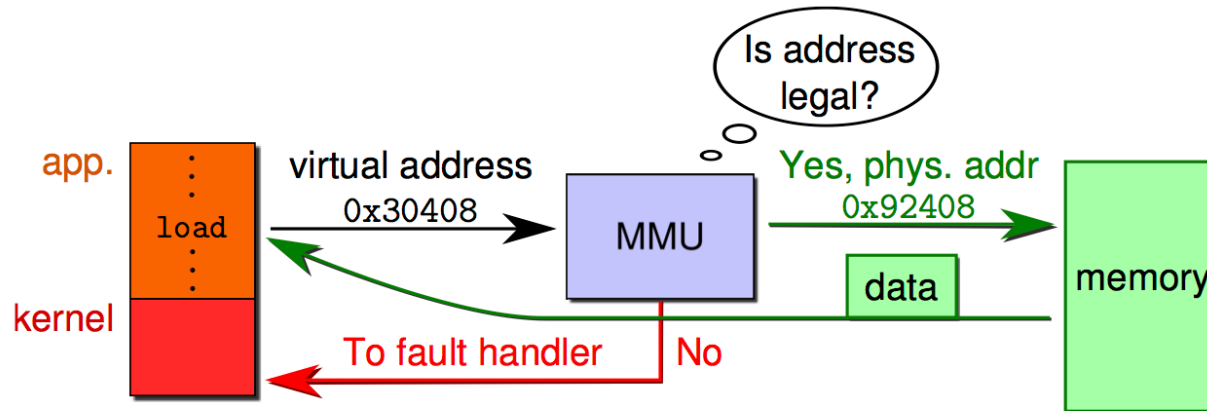 Is address
legal?
app.
virtual address
0x30408
load
MMU
Yes, phys. addr
0x92408
data
memory
kernel
To fault handler
No